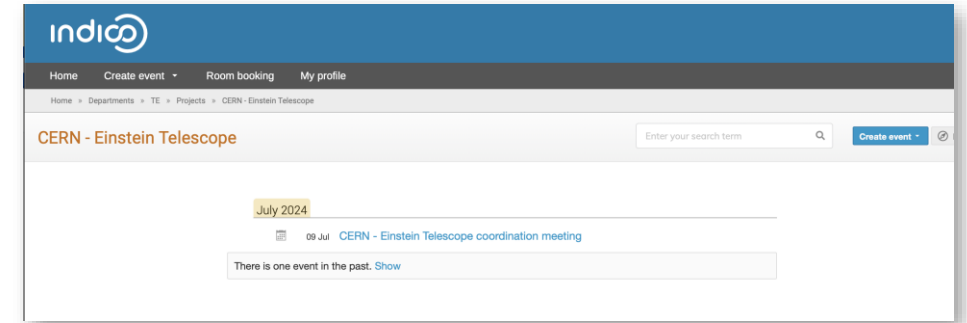 indico
Home Create event Room booking My profile
Home » Departments » TE » Projects » CERN - Einstein Telescope
CERN - Einstein Telescope Enter your search term Create event
July 2024
09 Jul CERN - Einstein Telescope coordination meeting
There is one event in the past. Show